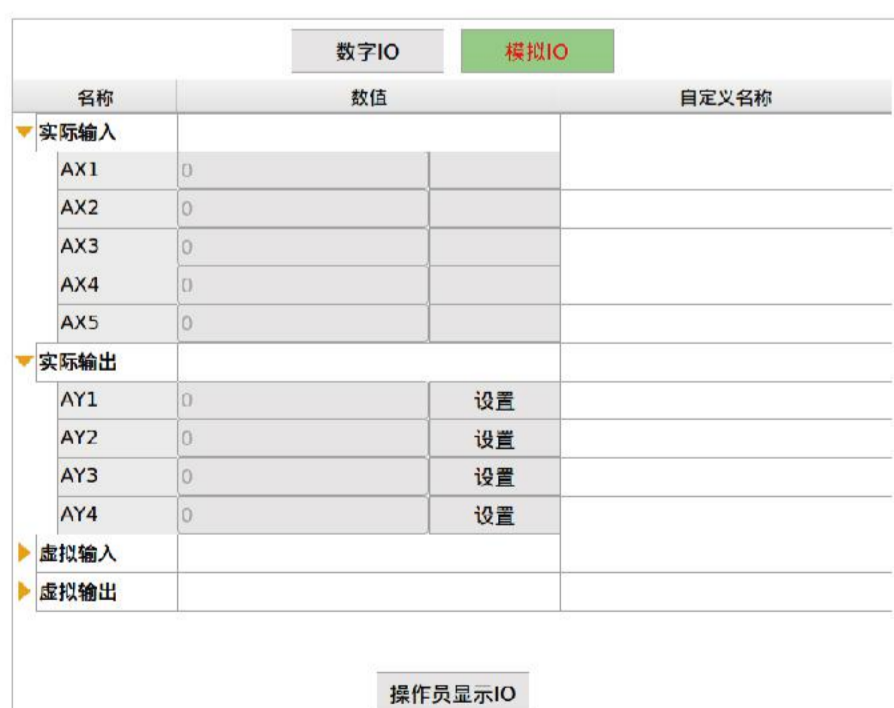 数字IO 模拟IO
名称 数值 自定义名称
实际输入
AX1 0
AX2 0
AX3 0
AX4 0
AX5 0
实际输出
AY1 0 设置
AY2 0 设置
AY3 0 设置
AY4 0 设置
虚拟输入
虚拟输出
操作员显示IO